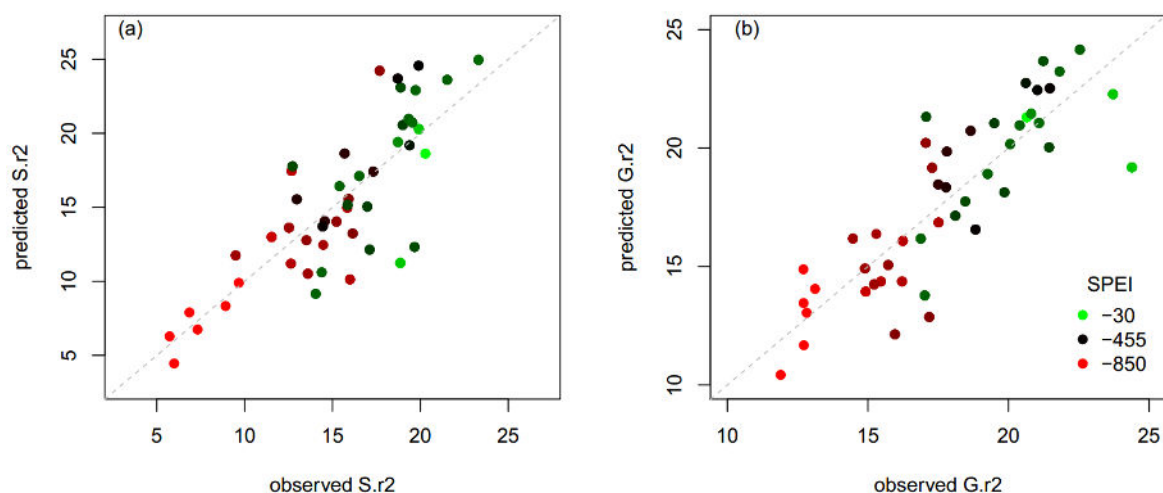 (a)
25
20
15
10
5
predicted S.r2
5 10 15 20 25
observed S.r2
(b)
25
20
15
10
predicted G.r2
10 15 20 25
observed G.r2
SPEI
−30
−455
−850